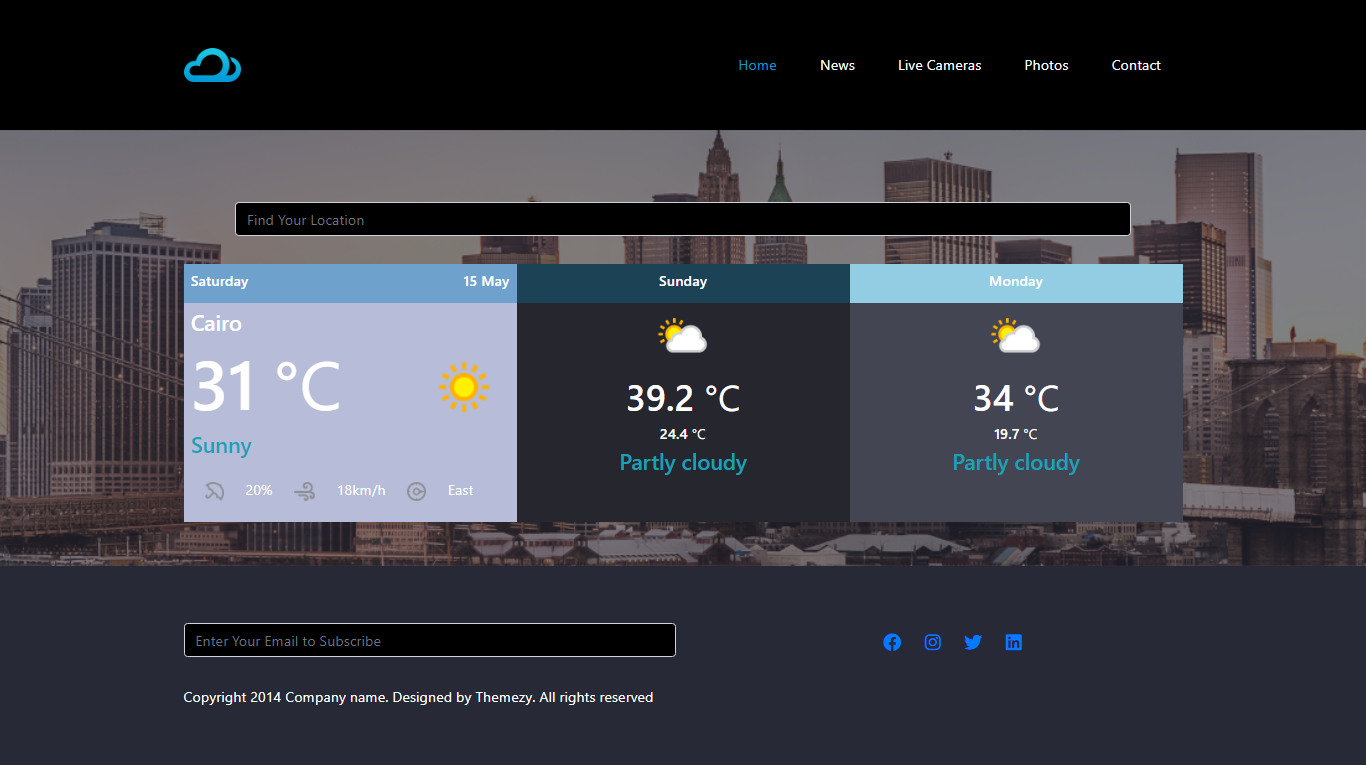 Home News Live Cameras Photos Contact
Find Your Location
Saturday 15 May
Cairo
31 °C
Sunny
20% 18km/h East
Sunday
39.2 °C
24.4 °C
Partly cloudy
Monday
34 °C
19.7 °C
Partly cloudy
Enter Your Email to Subscribe
Copyright 2014 Company name. Designed by Themezy. All rights reserved